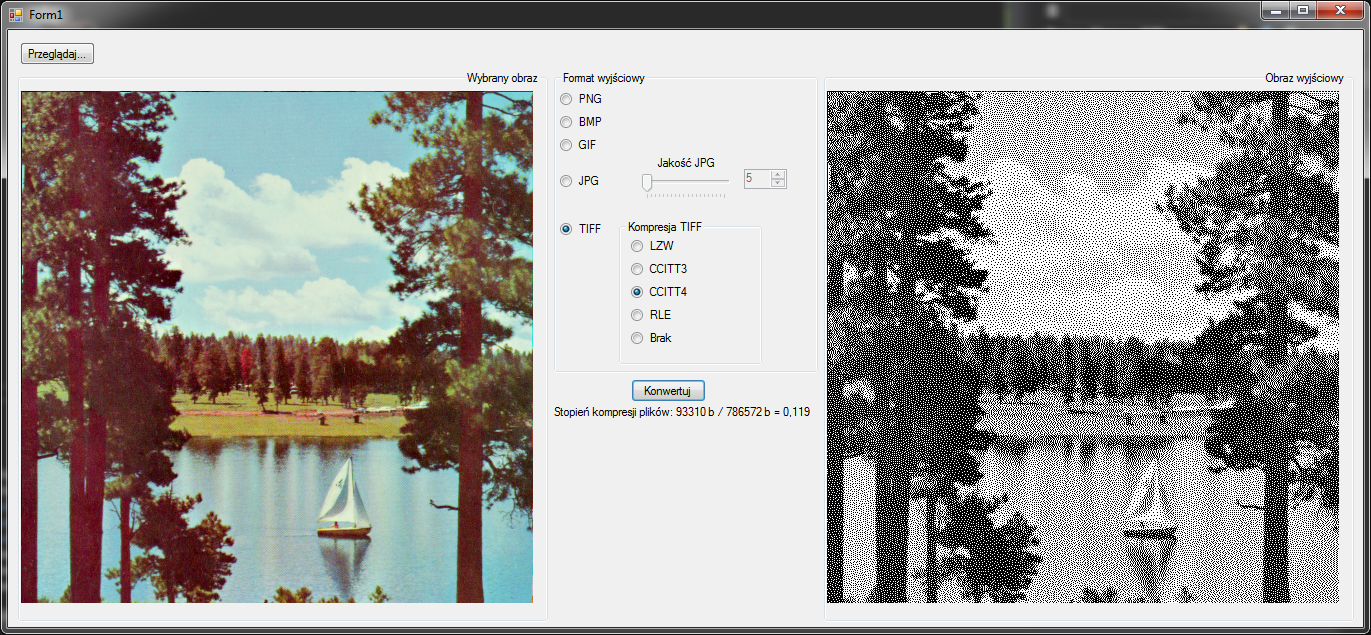 Form1
Przeglądaj...
Wybrany obraz
Format wyjściowy
PNG
BMP
GIF
Jakość JPG
JPG
5
TIFF
Kompresja TIFF
LZW
CCITT3
CCITT4
RLE
Brak
Konwertuj
Stopień kompresji plików: 93310 b / 786572 b = 0,119
Obraz wyjściowy